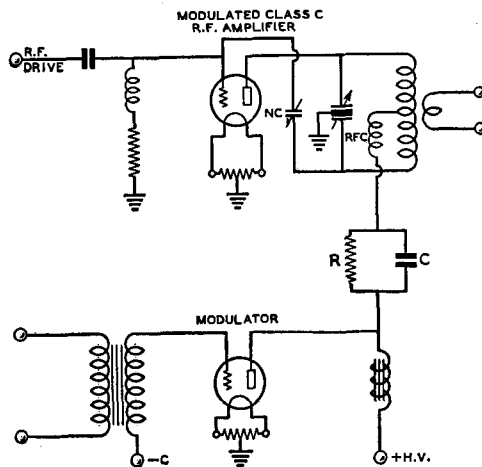 MODULATED CLASS C
R.F. AMPLIFIER
R.F.
DRIVE
NC
RFC
R
C
MODULATOR
-C
+H.V.